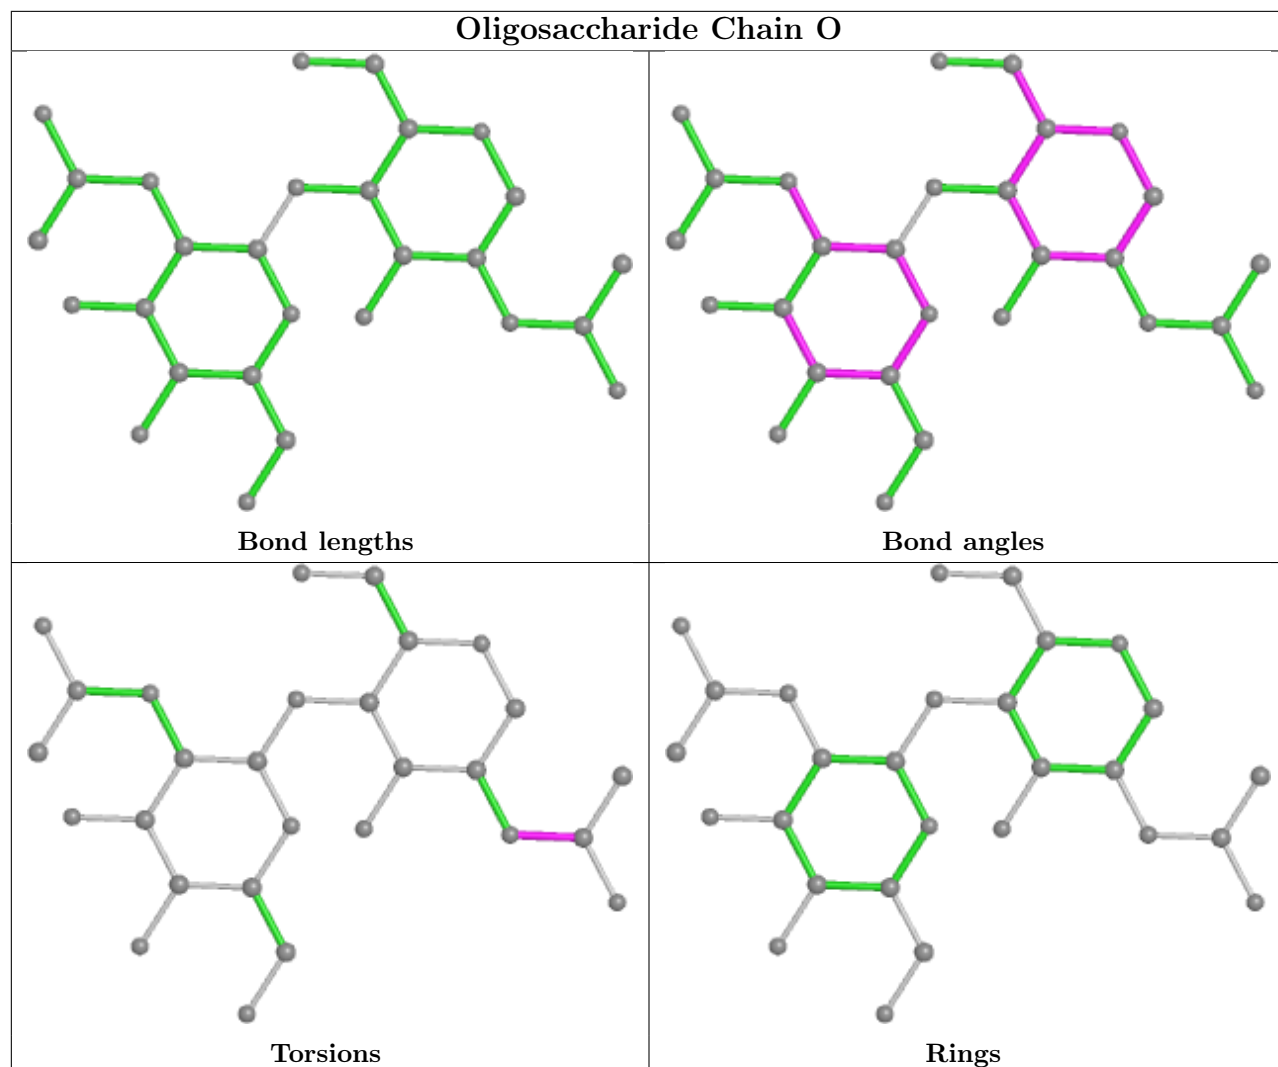 Oligosaccharide Chain O
Bond lengths
Bond angles
Torsions
Rings